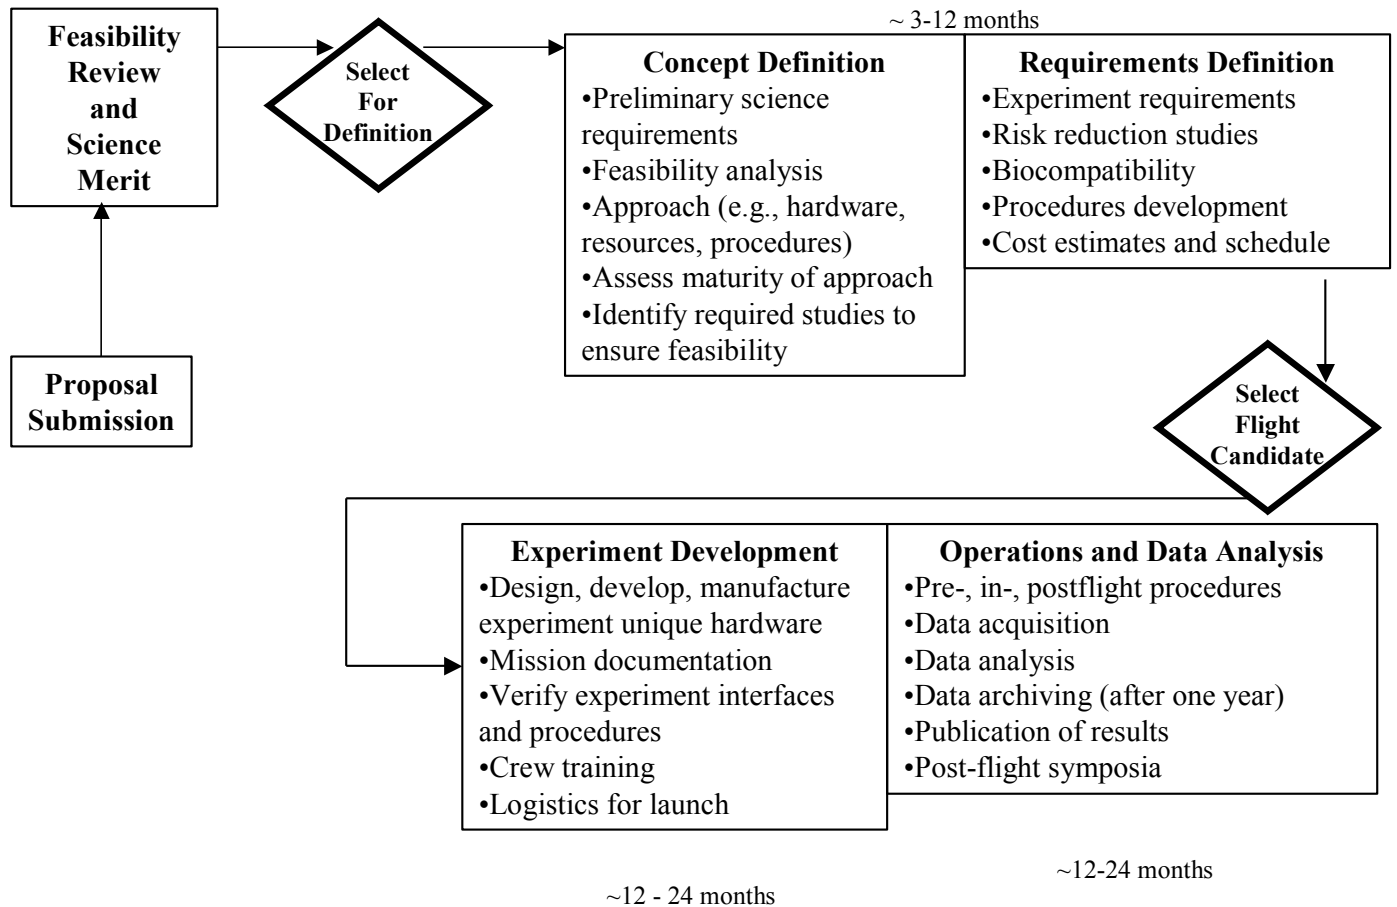 Feasibility
Review
and
Science
Merit
Proposal
Submission
Select
For
Definition
~ 3-12 months
Concept Definition
•Preliminary science
requirements
•Feasibility analysis
•Approach (e.g., hardware,
resources, procedures)
•Assess maturity of approach
•Identify required studies to
ensure feasibility
Requirements Definition
•Experiment requirements
•Risk reduction studies
•Biocompatibility
•Procedures development
•Cost estimates and schedule
Select
Flight
Candidate
Experiment Development
•Design, develop, manufacture
experiment unique hardware
•Mission documentation
•Verify experiment interfaces
and procedures
•Crew training
•Logistics for launch
Operations and Data Analysis
•Pre-, in-, postflight procedures
•Data acquisition
•Data analysis
•Data archiving (after one year)
•Publication of results
•Post-flight symposia
~12 - 24 months
~12-24 months